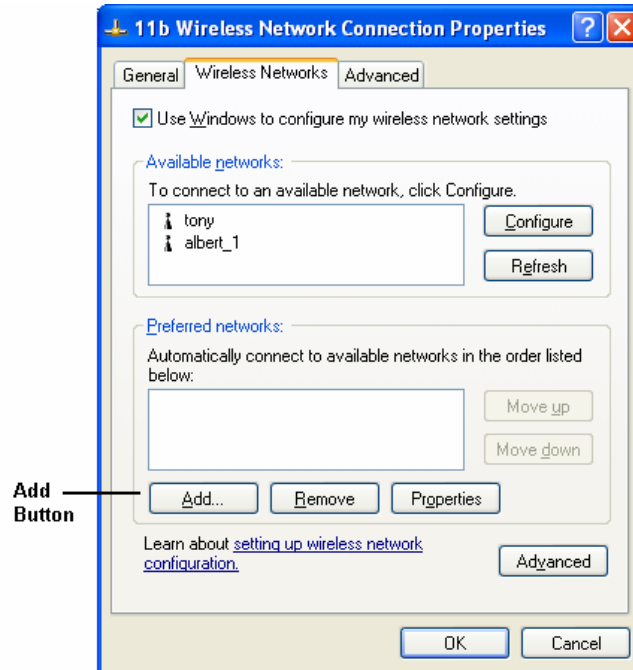 11b Wireless Network Connection Properties
General Wireless Networks Advanced
Use Windows to configure my wireless network settings
Available networks:
To connect to an available network, click Configure.
tony
albert_1
Configure
Refresh
Preferred networks:
Automatically connect to available networks in the order listed
below:
Move up
Move down
Add
Button
Add... Remove Properties
Learn about setting up wireless network
configuration.
Advanced
OK Cancel